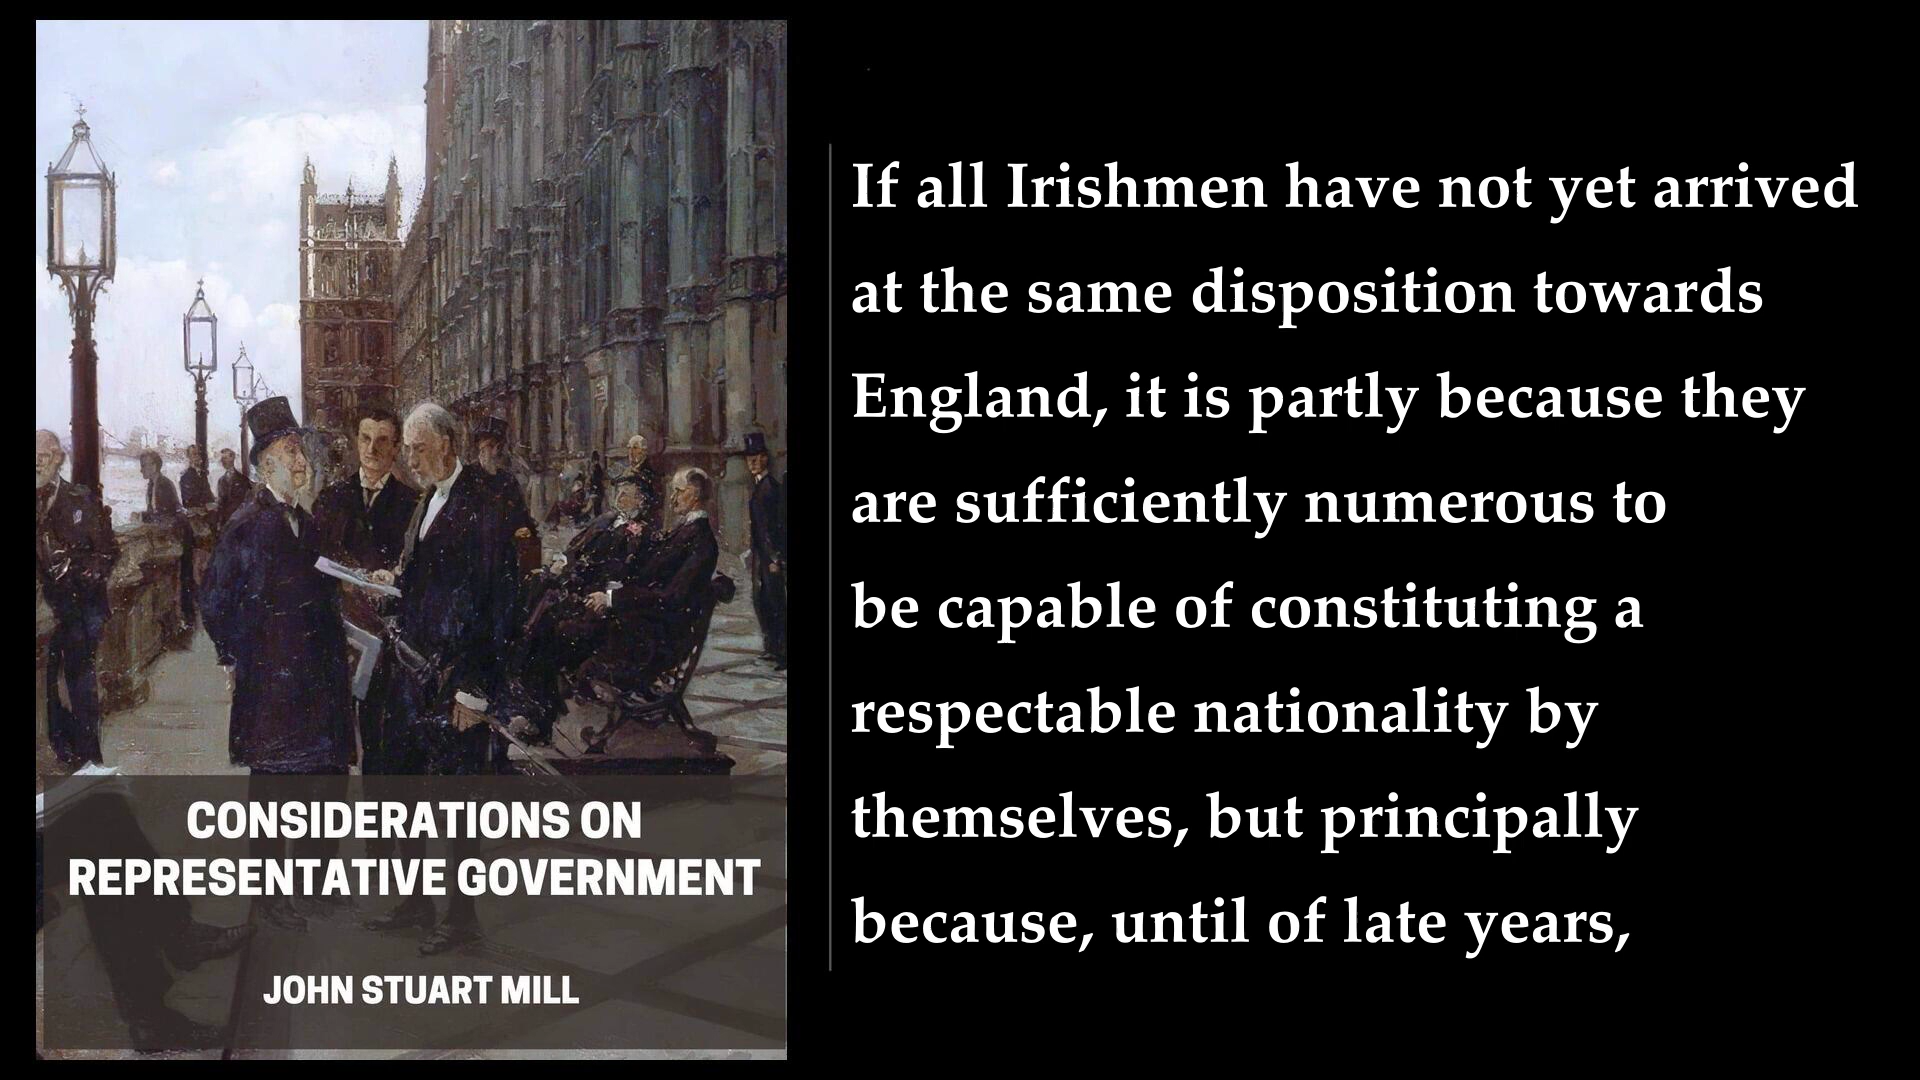 CONSIDERATIONS ON
REPRESENTATIVE GOVERNMENT
JOHN STUART MILL
If all Irishmen have not yet arrived
at the same disposition towards
England, it is partly because they
are sufficiently numerous to
be capable of constituting a
respectable nationality by
themselves, but principally
because, until of late years,